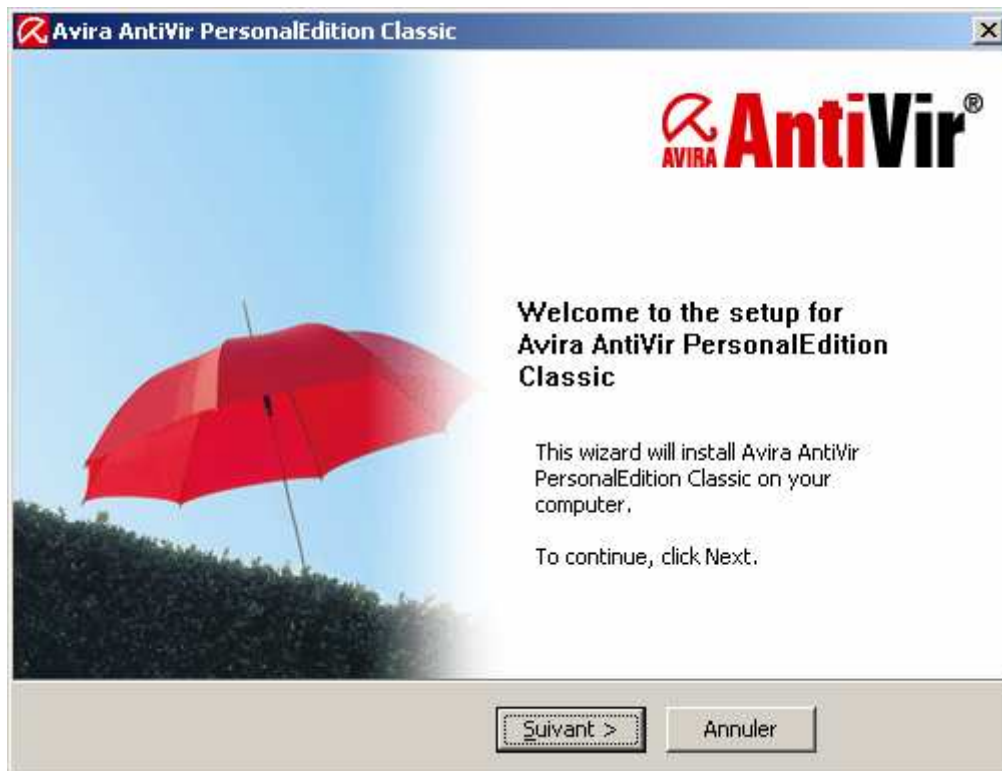 Avira AntiVir PersonalEdition Classic
AVIRA AntiVir®
Welcome to the setup for
Avira AntiVir PersonalEdition
Classic
This wizard will install Avira AntiVir
PersonalEdition Classic on your
computer.
To continue, click Next.
Suivant >
Annuler